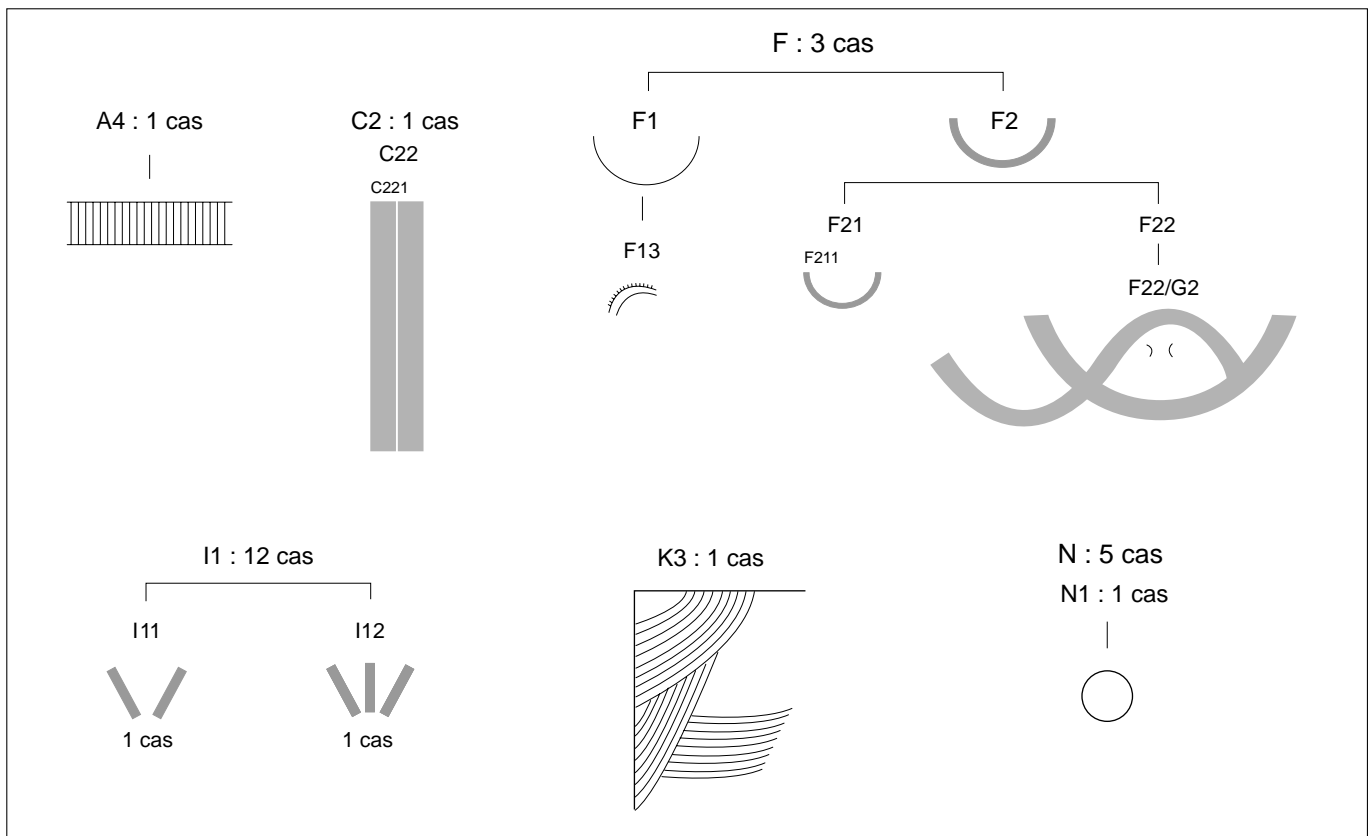 F : 3 cas
A4 : 1 cas
C2 : 1 cas
C22
C221
F1
F2
F13
F21
F211
F22
F22/G2
I1 : 12 cas
I11
I12
1 cas
1 cas
K3 : 1 cas
N : 5 cas
N1 : 1 cas